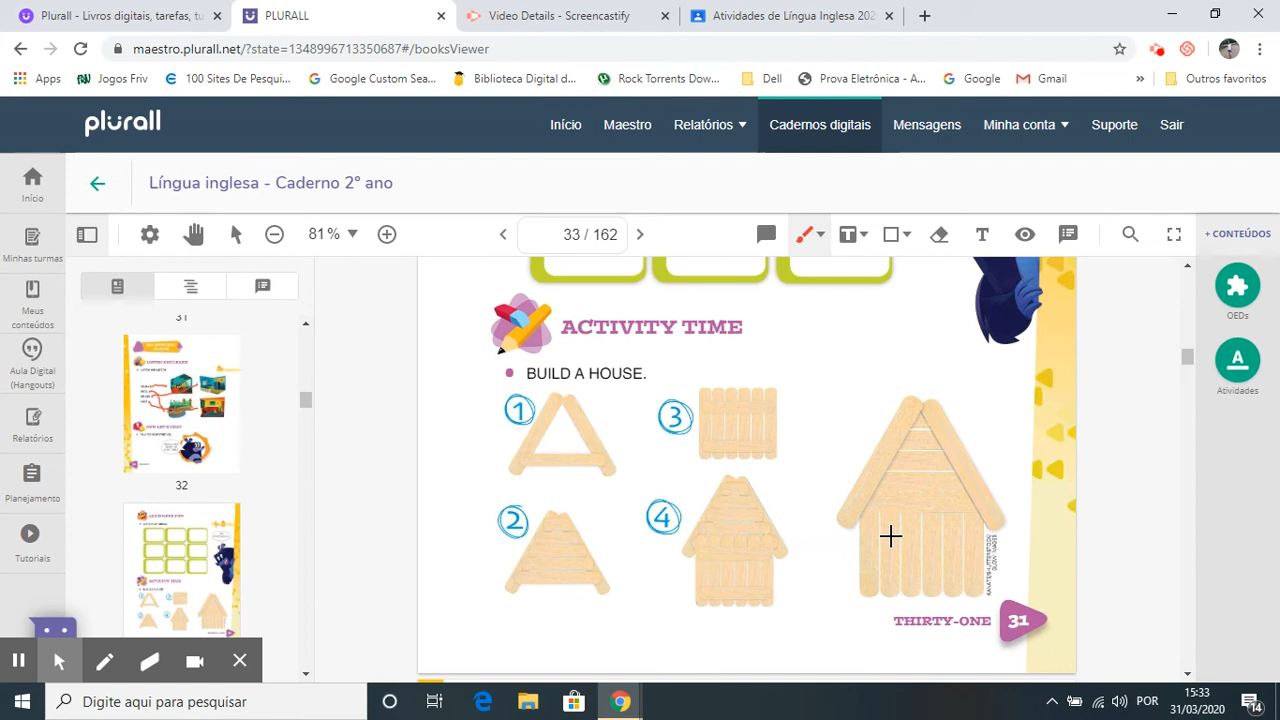 Plurall - Livros digitais, tarefas, tu
PLURALL
Video Details - Screencastify
Atividades de Língua Inglesa 202
maestro.plurall.net/?state=1348996713350687#/booksViewer
Apps
Jogos Friv
100 Sites De Pesqui...
Google Custom Sea...
Biblioteca Digital d...
Rock Torrents Dow...
Dell
Prova Eletrônica - A...
Google
Gmail
»
Outros favoritos
plurall
Início
Maestro
Relatórios
Cadernos digitais
Mensagens
Minha conta
Suporte
Sair
Início
Língua inglesa - Caderno 2º ano
81%
33 / 162
+ CONTEÚDOS
Minhas turmas
Meus conteúdos
Aula Digital (Hangouts)
Relatórios
Planejamento
Tutoriais
31
32
ACTIVITY TIME
BUILD A HOUSE.
1
3
2
4
THIRTY-ONE 31
OEDs
Atividades
Digite aqui para pesquisar
POR
15:33
31/03/2020
14